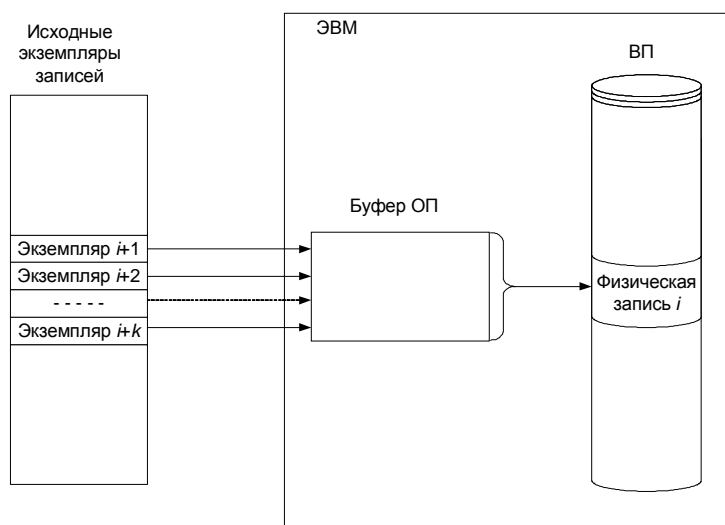 Исходные
экземпляры
записей
ЭВМ
ВП
Буфер ОП
Экземпляр i+1
Экземпляр i+2
- - - - -
Экземпляр i+k
Физическая
запись i